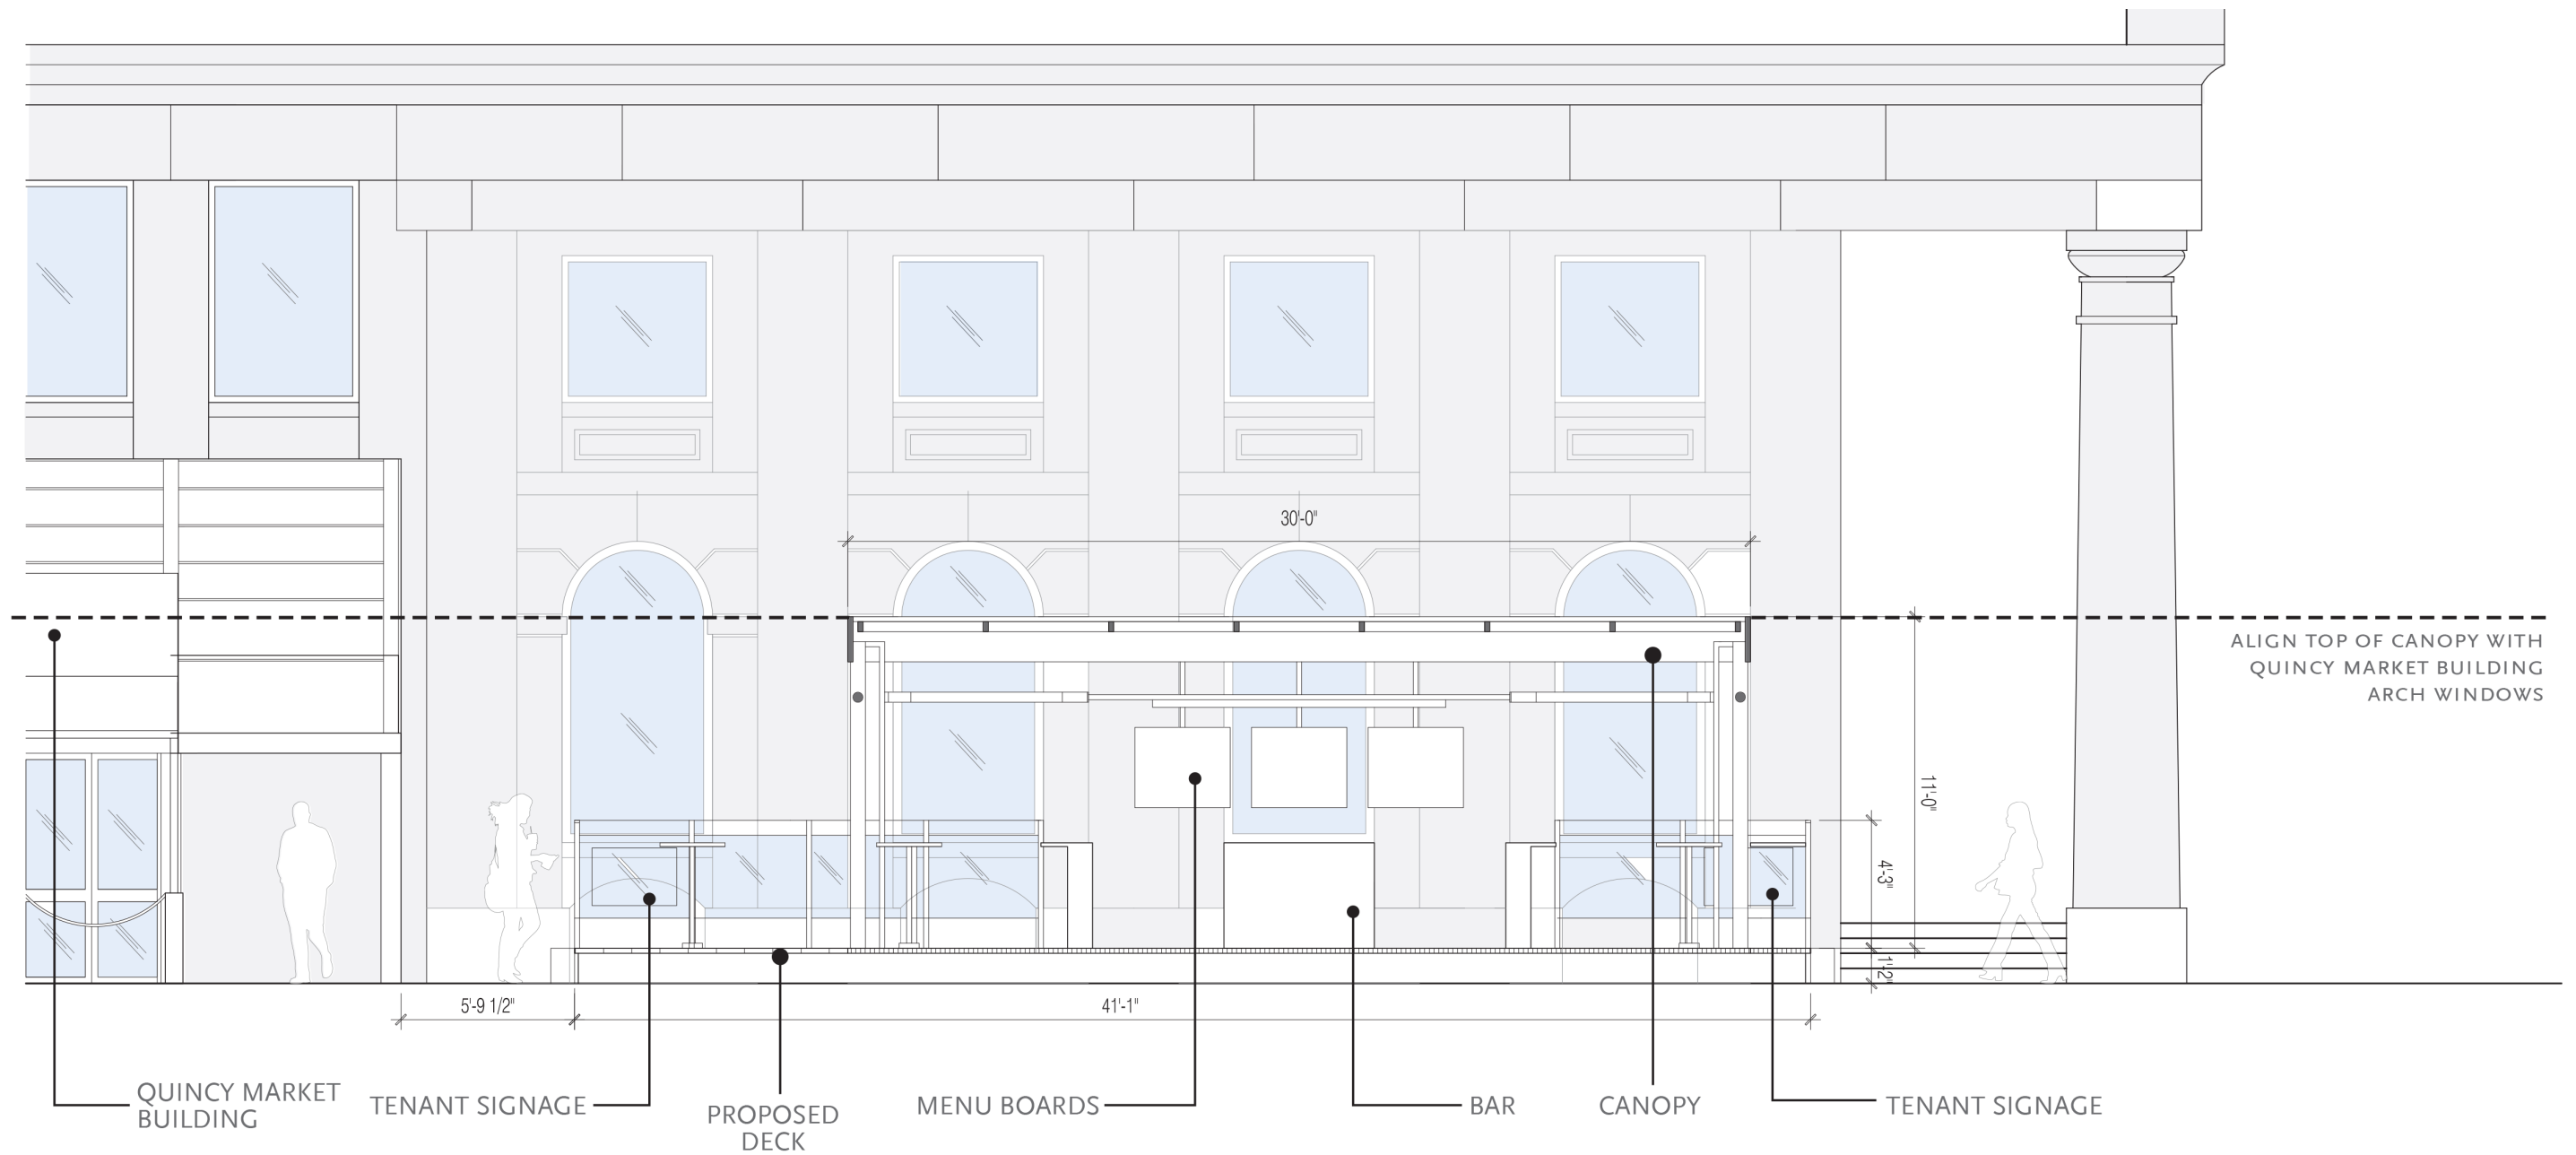 30'-0"
ALIGN TOP OF CANOPY WITH
QUINCY MARKET BUILDING
ARCH WINDOWS
11'-0"
4'-3"
1'-2"
5'-9 1/2"
41'-1"
QUINCY MARKET
BUILDING
TENANT SIGNAGE
PROPOSED
DECK
MENU BOARDS
BAR
CANOPY
TENANT SIGNAGE